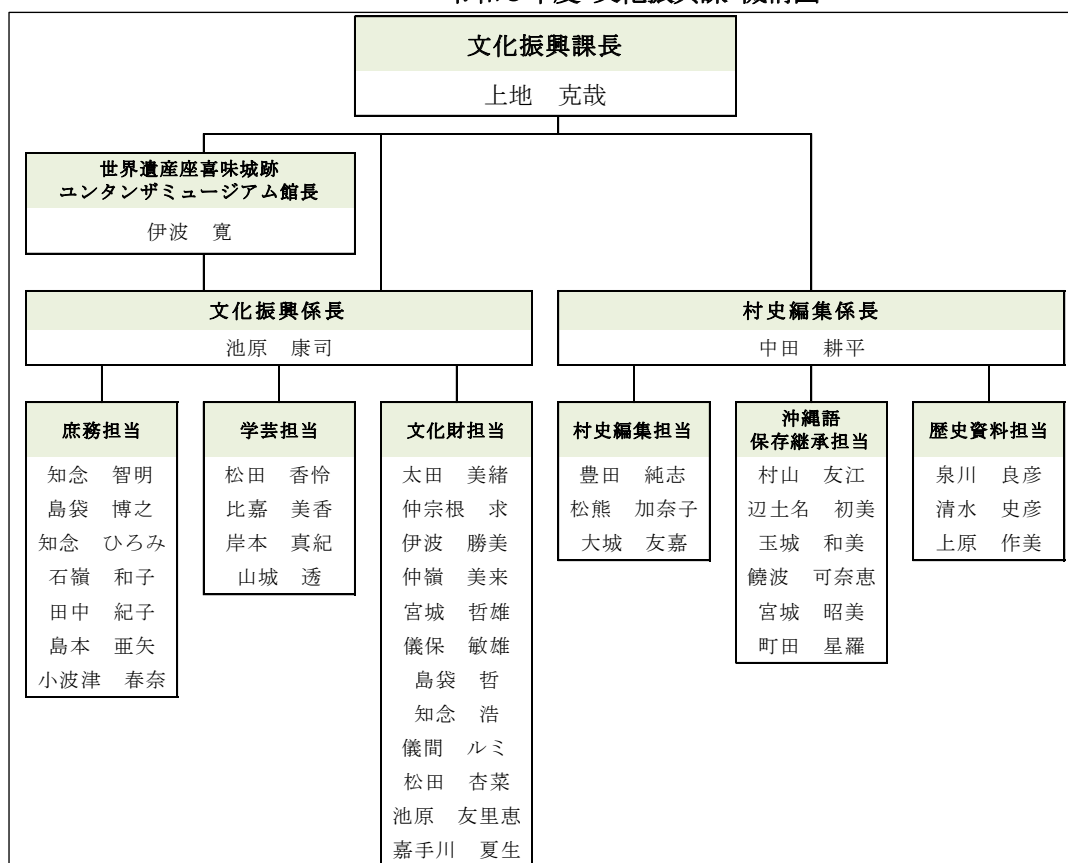 文化振興課長
上地 克哉
世界遺産座喜味城跡
ユンタンザミュージアム館長
伊波 寛
文化振興係長
池原 康司
村史編集係長
中田 耕平
庶務担当
知念 智明
島袋 博之
知念 ひろみ
石嶺 和子
田中 紀子
島本 亜矢
小波津 春奈
学芸担当
松田 香怜
比嘉 美香
岸本 真紀
山城 透
文化財担当
太田 美緒
仲宗根 求
伊波 勝美
仲嶺 美来
宮城 哲雄
儀保 敏雄
島袋 哲
知念 浩
儀間 ルミ
松田 杏菜
池原 友里恵
嘉手川 夏生
村史編集担当
豊田 純志
松熊 加奈子
大城 友嘉
沖縄語
保存継承担当
村山 友江
辺土名 初美
玉城 和美
饒波 可奈恵
宮城 昭美
町田 星羅
歴史資料担当
泉川 良彦
清水 史彦
上原 作美